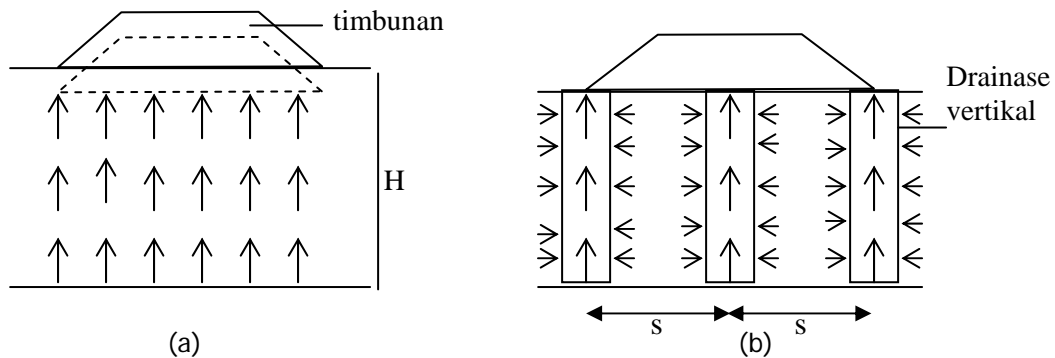 timbunan
H
(a)
Drainase
vertikal
s
s
(b)